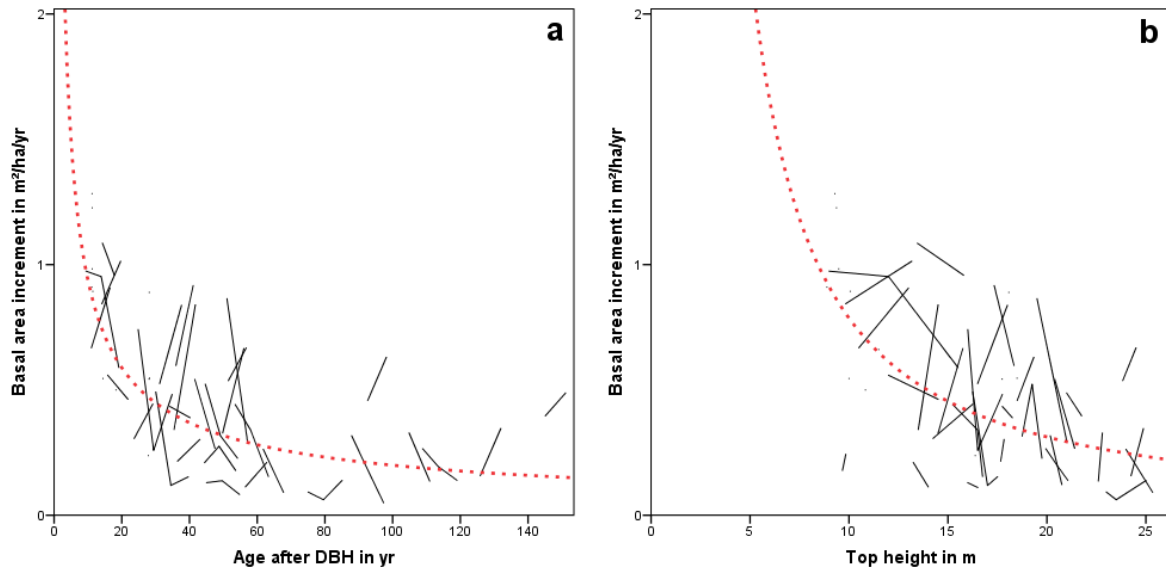 a
2
1
0
Basal area increment in m²/ha/yr
0 20 40 60 80 100 120 140
Age after DBH in yr
b
2
1
0
Basal area increment in m²/ha/yr
0 5 10 15 20 25
Top height in m